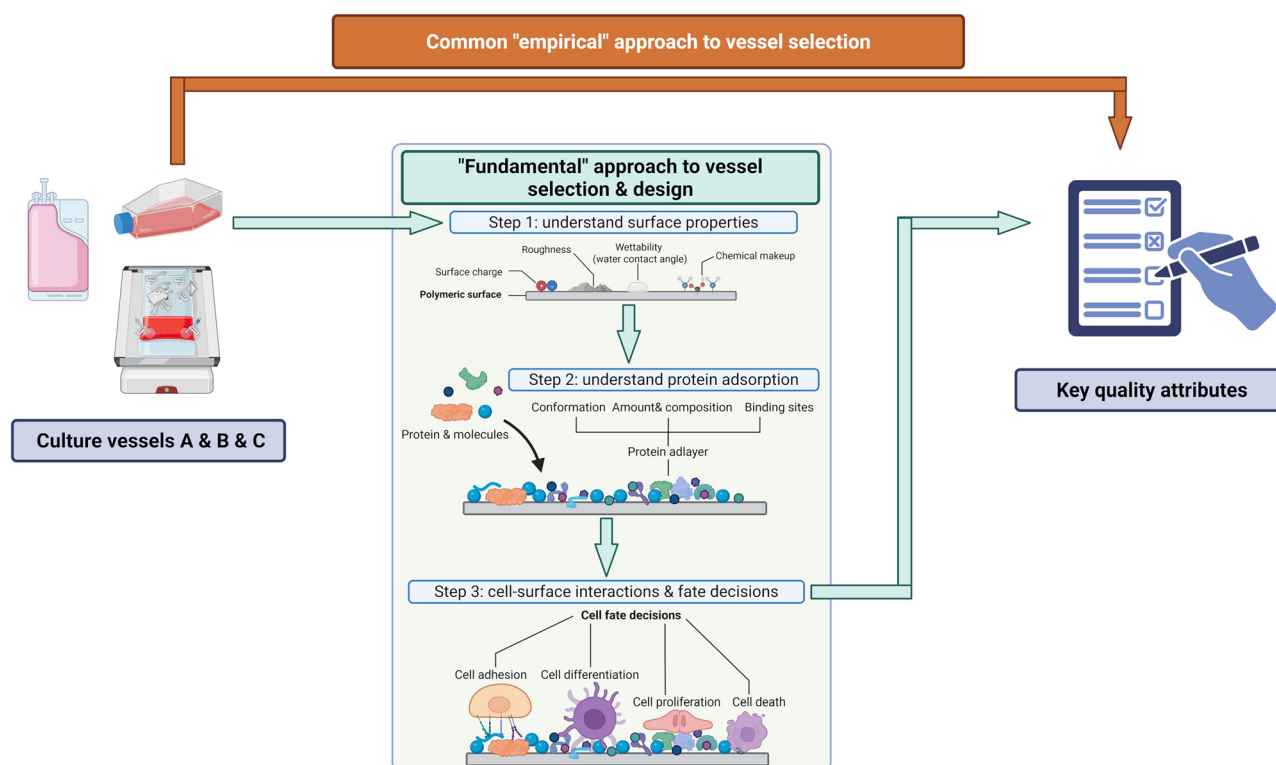 Common "empirical" approach to vessel selection
"Fundamental" approach to vessel
selection & design
Step 1: understand surface properties
Roughness
Wettability
(water contact angle)
Chemical makeup
Surface charge
Polymeric surface
Step 2: understand protein adsorption
Conformation
Amount& composition
Binding sites
Protein & molecules
Protein adlayer
Step 3: cell-surface interactions & fate decisions
Cell fate decisions
Cell adhesion
Cell differentiation
Cell proliferation
Cell death
Culture vessels A & B & C
Key quality attributes